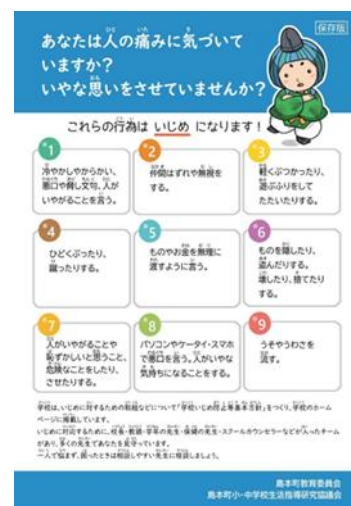 保存版
あなたは人の痛みに気づいて
いますか?
いやな思いをさせていませんか?
これらの行為は いじめ になります!
*1
冷やかしやからかい、
悪口や脅し文句、人が
いやがることを言う。
*2
仲間はずれや無視を
する。
*3
軽くぶつかったり、
遊ぶふりをして
たたいたりする。
*4
ひどくぶったり、
蹴ったりする。
*5
ものやお金を無理に
渡すように言う。
*6
ものを隠したり、
盗んだりする。
壊したり、捨てたり
する。
*7
人がいやがることや
恥ずかしいと思うこと、
危険なことをしたり、
させたりする。
*8
パソコンやケータイ・スマホ
で悪口を言う。人がいやな
気持ちになることをする。
*9
うそやうわさを
流す。
学校は、いじめに対するための取組などについて「学校いじめ防止等基本方針」をつくり、学校のホーム
ページに掲載しています。
いじめに対応するために、校長・教頭・学年の先生・保健の先生・スクールカウンセラーなどが入ったチーム
があり、多くの先生であなたを見守っています。
一人で悩まず、困ったときは相談しやすい先生に相談しましょう。
島本町教育委員会
島本町小・中学校生活指導研究協議会